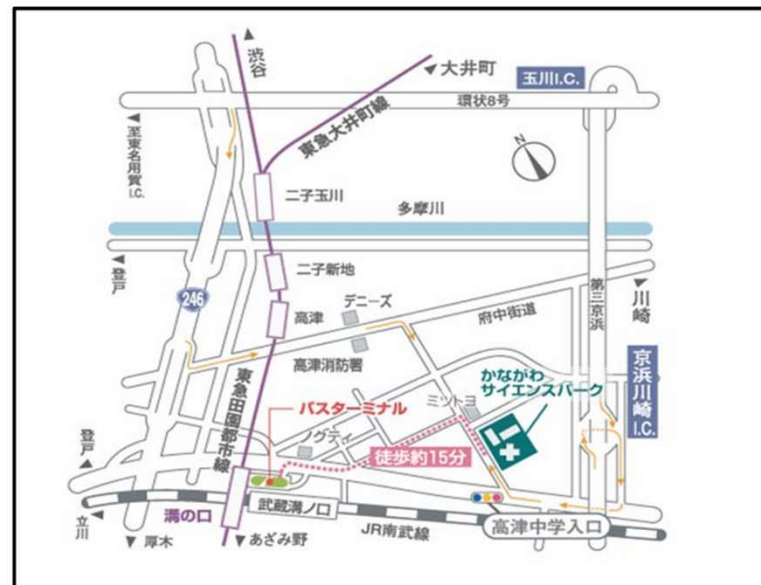 渋谷
大井町
玉川I.C.
環状8号
東急大井町線
至東名用賀I.C.
N
二子玉川
多摩川
登戸
二子新地
246
デニーズ
府中街道
第三京浜
川崎
高津
高津消防署
東急田園都市線
バスターミナル
ミツトヨ
かながわ
サイエンスパーク
京浜川崎
I.C.
ノクティ
登戸
徒歩約15分
武蔵溝ノ口
溝の口
立川
厚木
あざみ野
JR南武線
高津中学入口